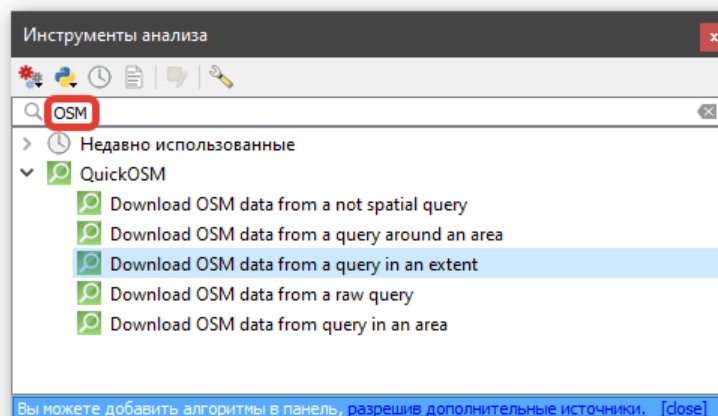 Инструменты анализа
x
OSM
Недавно использованные
QuickOSM
Download OSM data from a not spatial query
Download OSM data from a query around an area
Download OSM data from a query in an extent
Download OSM data from a raw query
Download OSM data from query in an area
Вы можете добавить алгоритмы в панель, разрешив дополнительные источники. [close]